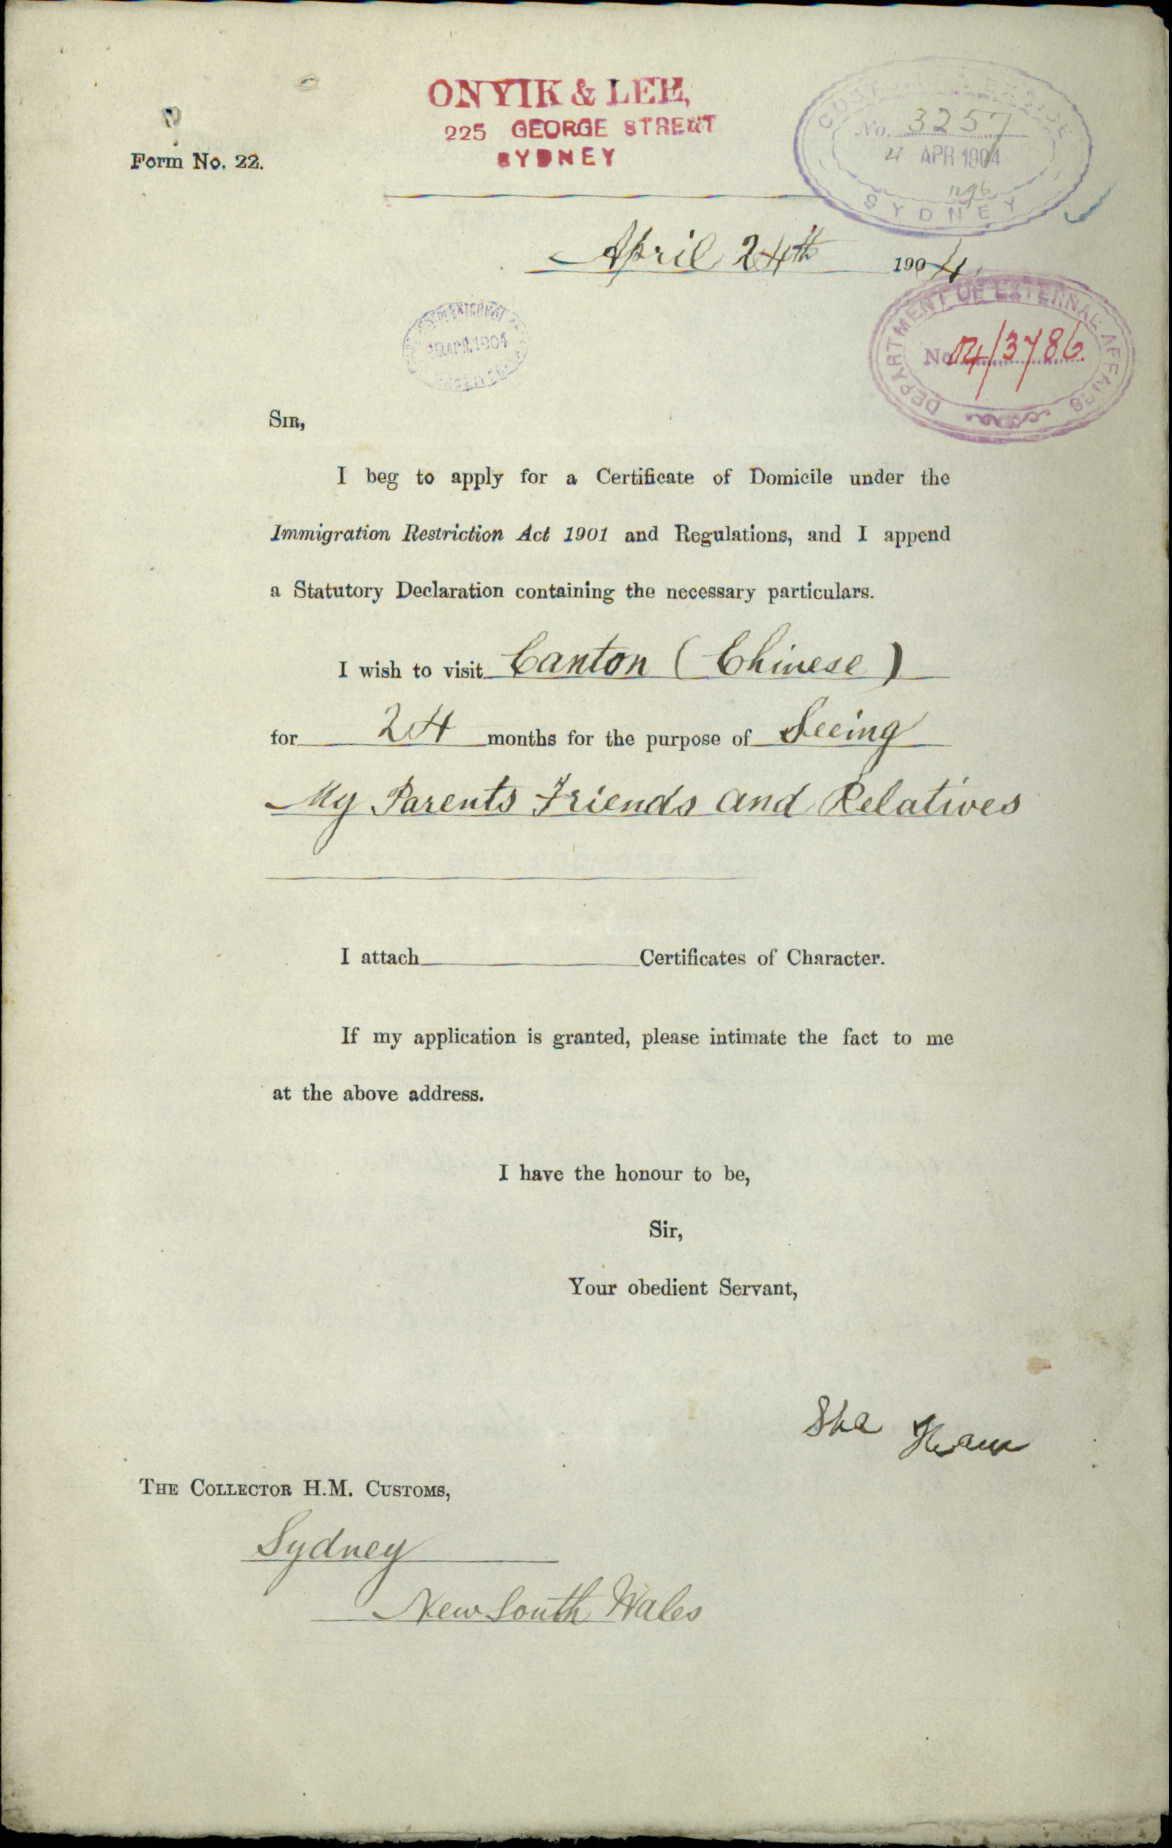 ONYIK & LEE,
225 GEORGE STREET
SYDNEY
CUSTOMS HOUSE
No. 3257
APR 1904
SYDNEY
Form No. 22.
April 24th 1904.
DEPARTMENT OF EXTERNAL AFFAIRS
No 04/3786
APR 1904
SIR,
I beg to apply for a Certificate of Domicile under the
Immigration Restriction Act 1901 and Regulations, and I append
a Statutory Declaration containing the necessary particulars.
I wish to visit Canton (Chinese)
for 24 months for the purpose of Seeing
My Parents Friends and Relatives
I attach Certificates of Character.
If my application is granted, please intimate the fact to me
at the above address.
I have the honour to be,
Sir,
Your obedient Servant,
Sha
THE COLLECTOR H.M. CUSTOMS,
Sydney
New South Wales